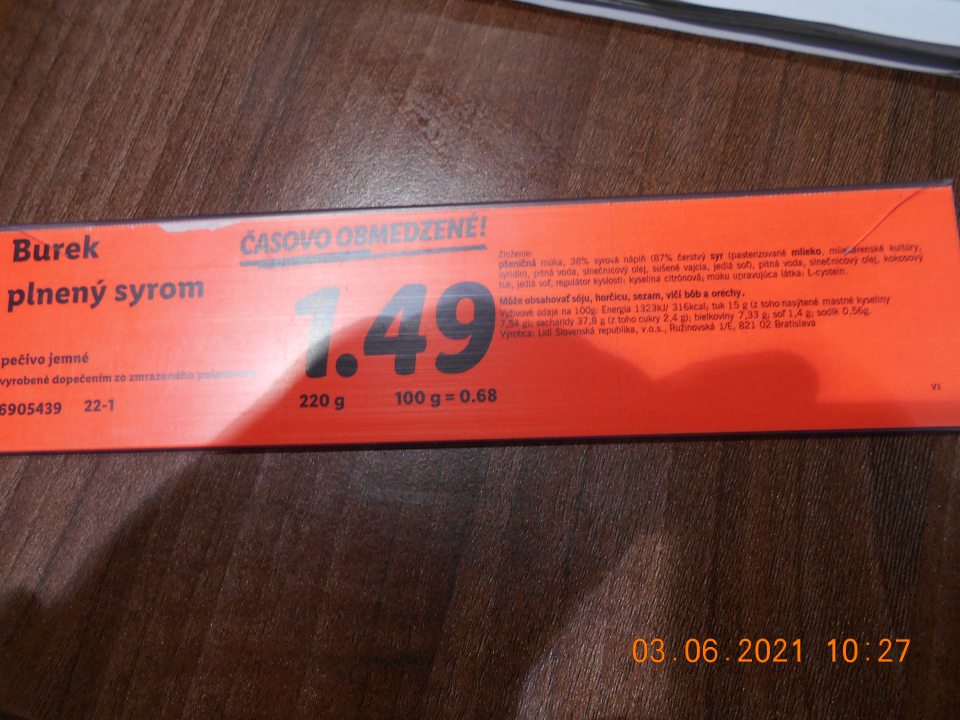 Burek
plnený syrom
pečivo jemné
vyrobené dopečením zo zmrazeného polotovaru
6905439 22-1
ČASOVO OBMEDZENÉ!
1.49
220 g 100 g = 0.68
Zloženie:
pšeničná múka, 38% syrová náplň (87% čerstvý syr (pasterizované mlieko, mliekarenské kultúry,
syridlo), pitná voda, slnečnicový olej, sušené vajcia, jedlá soľ), pitná voda, slnečnicový olej, kokosový
tuk, jedlá soľ, regulátor kyslosti: kyselina citrónová; múku upravujúca látka: L-cysteín.
Môže obsahovať sóju, horčicu, sezam, vlčí bôb a orechy.
Výživové údaje na 100g: Energia 1323kJ/ 316kcal; tuk 15 g (z toho nasýtené mastné kyseliny
7,54 g); sacharidy 37,8 g (z toho cukry 2,4 g); bielkoviny 7,33 g; soľ 1,4 g; sodík 0,56g.
Výrobca: Lidl Slovenská republika, v.o.s., Ružinovská 1/E, 821 02 Bratislava
V1
03.06.2021 10:27